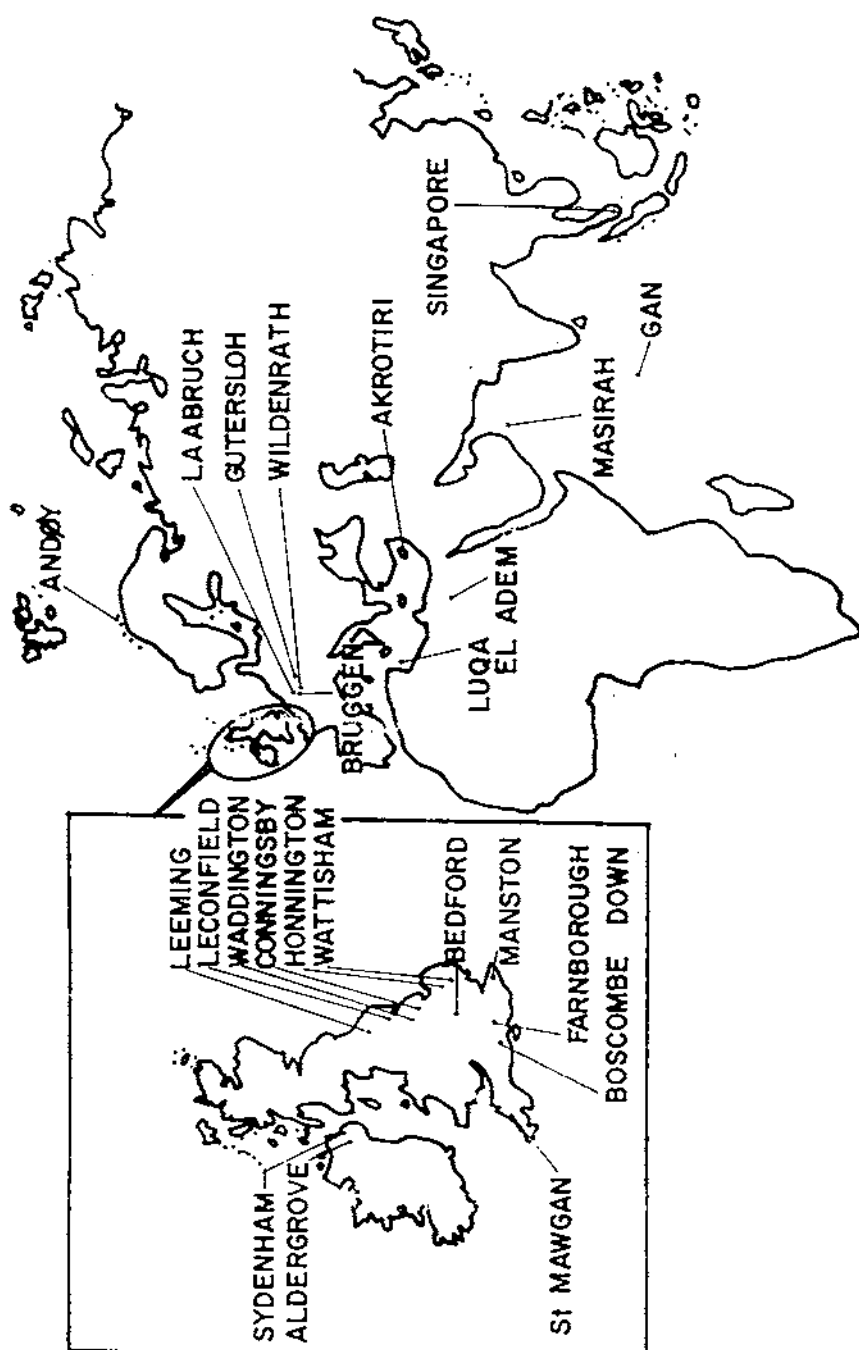 ANDØY
LAABRUCH
GUTERSLOH
WILDENRATH
BRUGGEN
AKROTIRI
LUQA
EL ADEM
MASIRAH
GAN
SINGAPORE
LEEMING
LECONFIELD
WADDINGTON
CONNINGSBY
HONNINGTON
WATTISHAM
BEDFORD
MANSTON
FARNBOROUGH
BOSCOMBE DOWN
SYDENHAM
ALDERGROVE
St MAWGAN